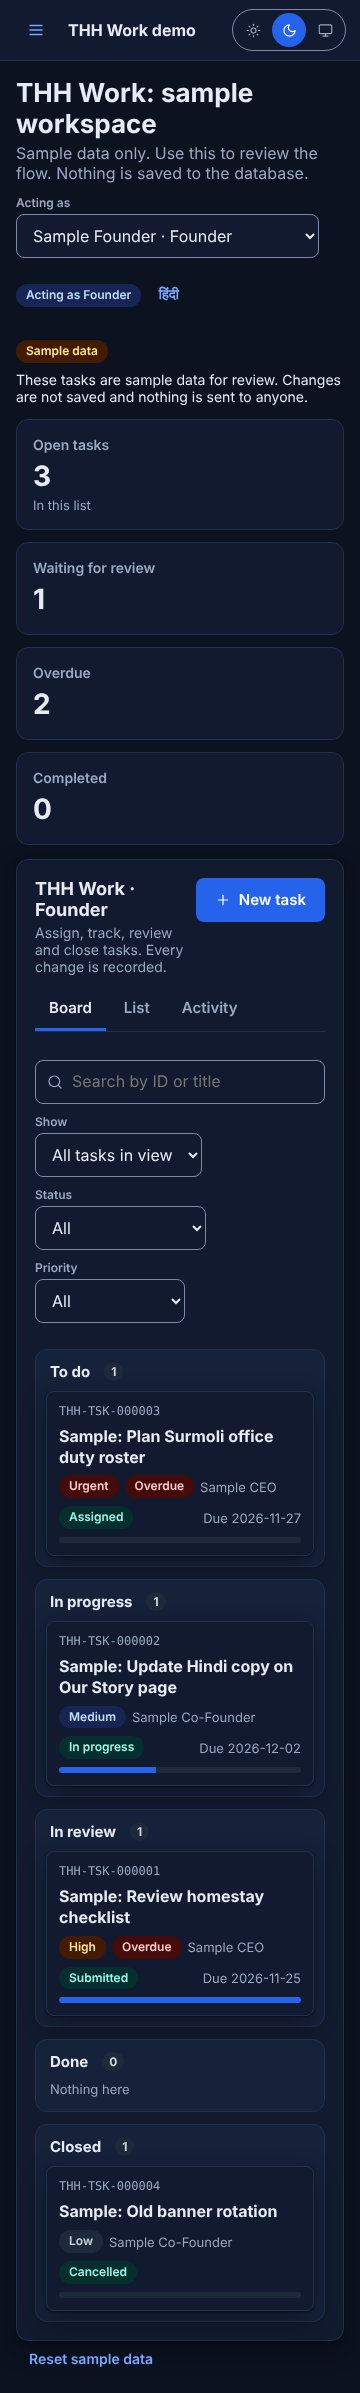 THH Work demo
THH Work: sample
workspace
Sample data only. Use this to review the
flow. Nothing is saved to the database.
Acting as
Sample Founder · Founder
Acting as Founder
हिंदी
Sample data
These tasks are sample data for review. Changes
are not saved and nothing is sent to anyone.
Open tasks
3
In this list
Waiting for review
1
Overdue
2
Completed
0
THH Work ·
Founder
+ New task
Assign, track, review
and close tasks. Every
change is recorded.
Board List Activity
Search by ID or title
Show
All tasks in view
Status
All
Priority
All
To do 1
THH-TSK-000003
Sample: Plan Surmoli office
duty roster
Urgent Overdue Sample CEO
Assigned Due 2026-11-27
In progress 1
THH-TSK-000002
Sample: Update Hindi copy on
Our Story page
Medium Sample Co-Founder
In progress Due 2026-12-02
In review 1
THH-TSK-000001
Sample: Review homestay
checklist
High Overdue Sample CEO
Submitted Due 2026-11-25
Done 0
Nothing here
Closed 1
THH-TSK-000004
Sample: Old banner rotation
Low Sample Co-Founder
Cancelled
Reset sample data